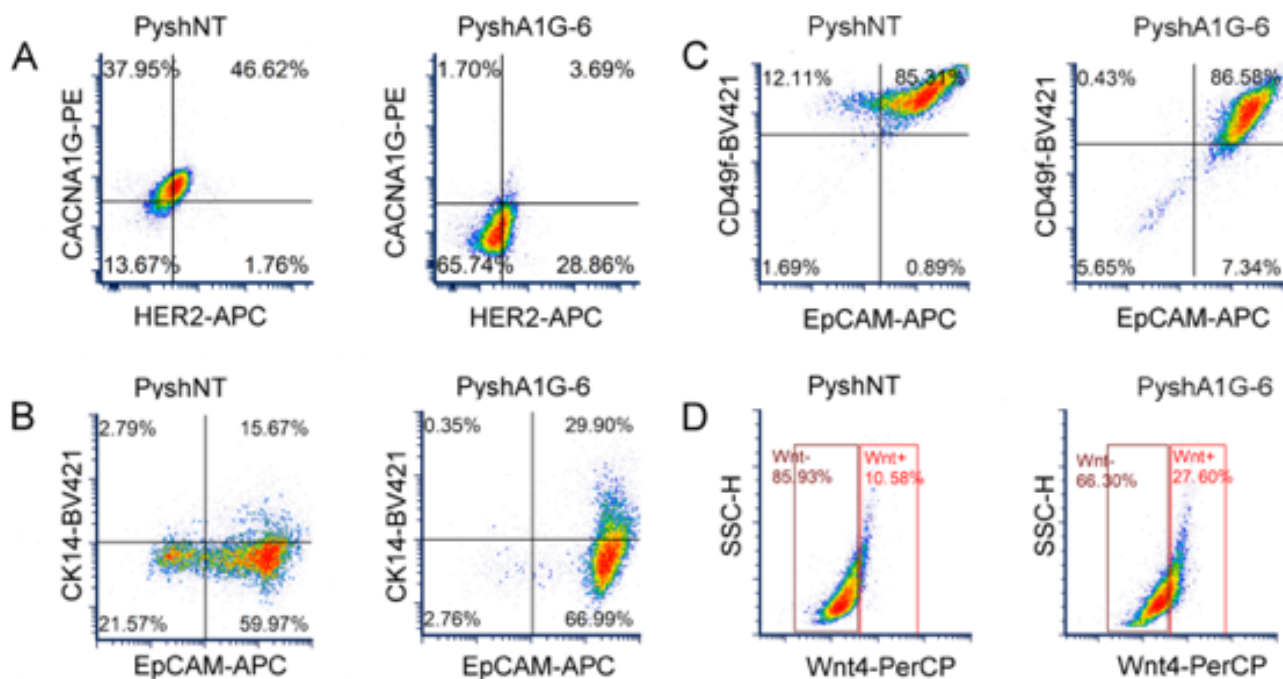 A
PyshNT
37.95% 46.62%
13.67% 1.76%
CACNA1G-PE
HER2-APC
PyshA1G-6
1.70% 3.69%
65.74% 28.86%
CACNA1G-PE
HER2-APC
C
PyshNT
12.11% 85.31%
1.69% 0.89%
CD49f-BV421
EpCAM-APC
PyshA1G-6
0.43% 86.58%
5.65% 7.34%
CD49f-BV421
EpCAM-APC
B
PyshNT
2.79% 15.67%
21.57% 59.97%
CK14-BV421
EpCAM-APC
PyshA1G-6
0.35% 29.90%
2.76% 66.99%
CK14-BV421
EpCAM-APC
D
PyshNT
Wnt- Wnt+
85.93% 10.58%
SSC-H
Wnt4-PerCP
PyshA1G-6
Wnt- Wnt+
66.30% 27.60%
SSC-H
Wnt4-PerCP